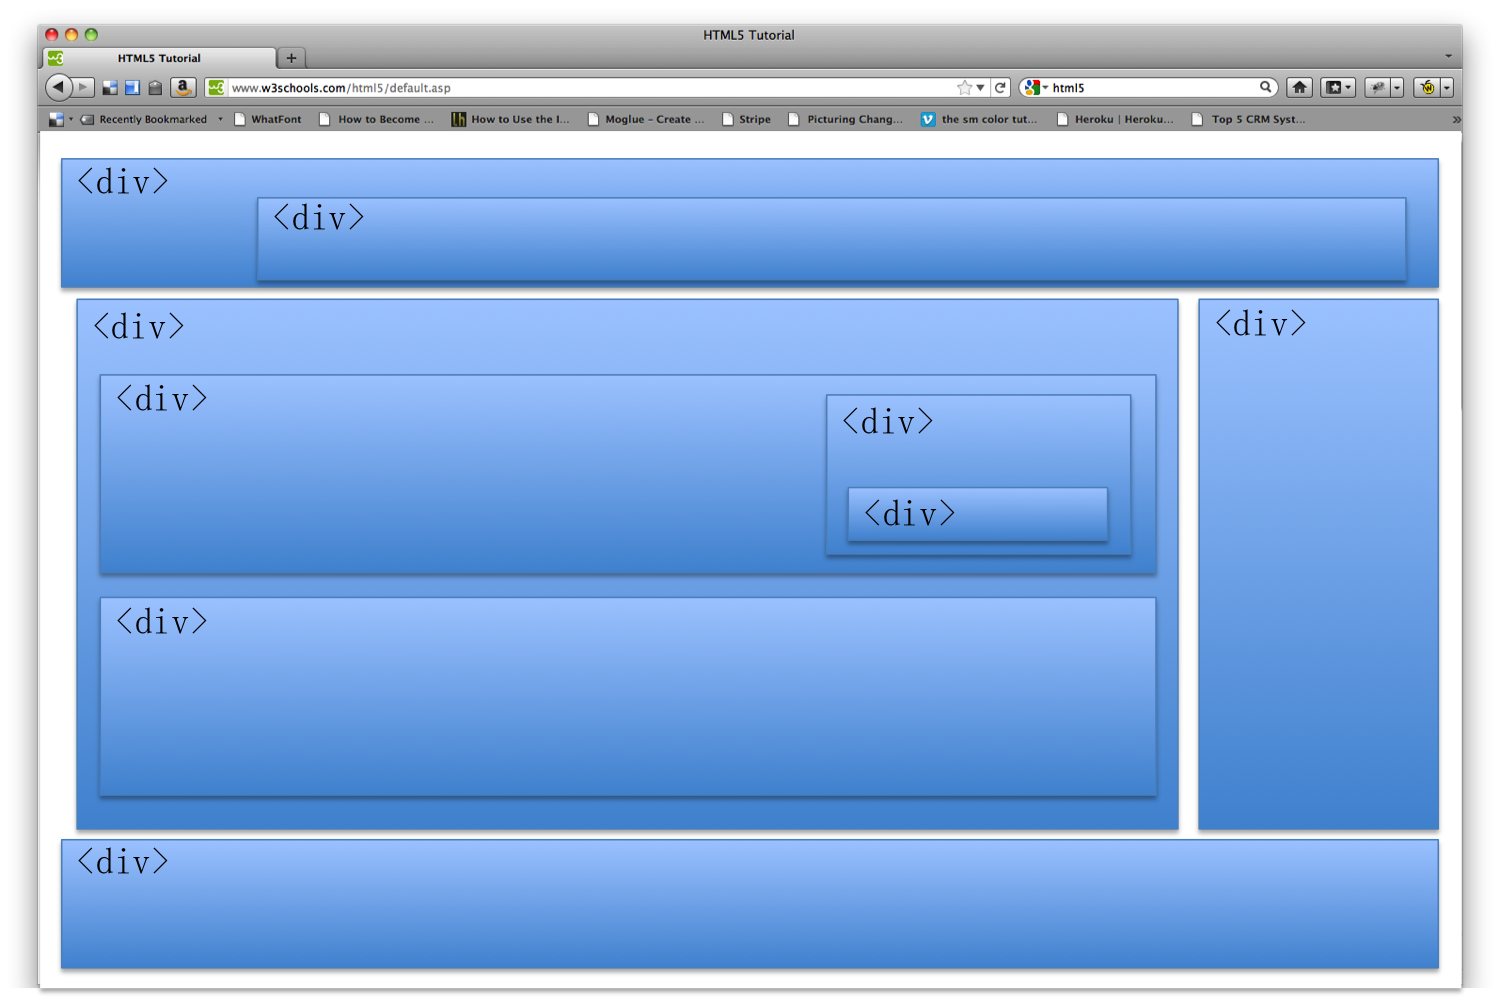 HTML5 Tutorial
HTML5 Tutorial
www.w3schools.com/html5/default.asp
html5
Recently Bookmarked
WhatFont
How to Become ...
How to Use the I...
Moglue - Create ...
Stripe
Picturing Chang...
the sm color tut...
Heroku | Heroku...
Top 5 CRM Syst...
<div>
<div>
<div>
<div>
<div>
<div>
<div>
<div>
<div>